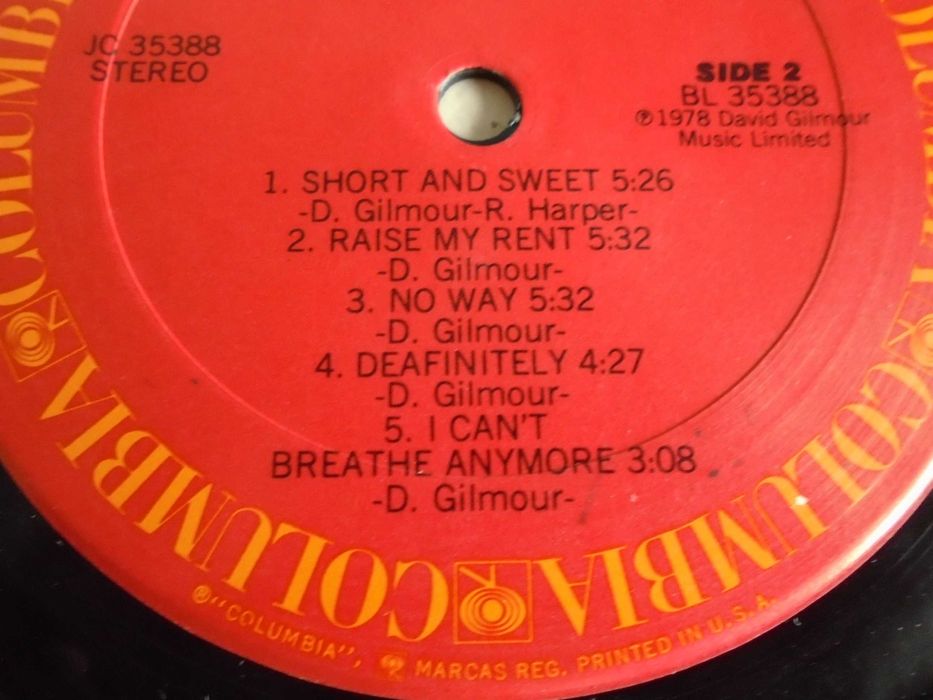 JC 35388
STEREO
SIDE 2
BL 35388
℗1978 David Gilmour
Music Limited
1. SHORT AND SWEET 5:26
-D. Gilmour-R. Harper-
2. RAISE MY RENT 5:32
-D. Gilmour-
3. NO WAY 5:32
-D. Gilmour-
4. DEAFINITELY 4:27
-D. Gilmour-
5. I CAN'T
BREATHE ANYMORE 3:08
-D. Gilmour-
COLUMBIA COLUMBIA COLUMBIA COLUMBIA COLUMBIA
®"COLUMBIA", MARCAS REG. PRINTED IN U.S.A.